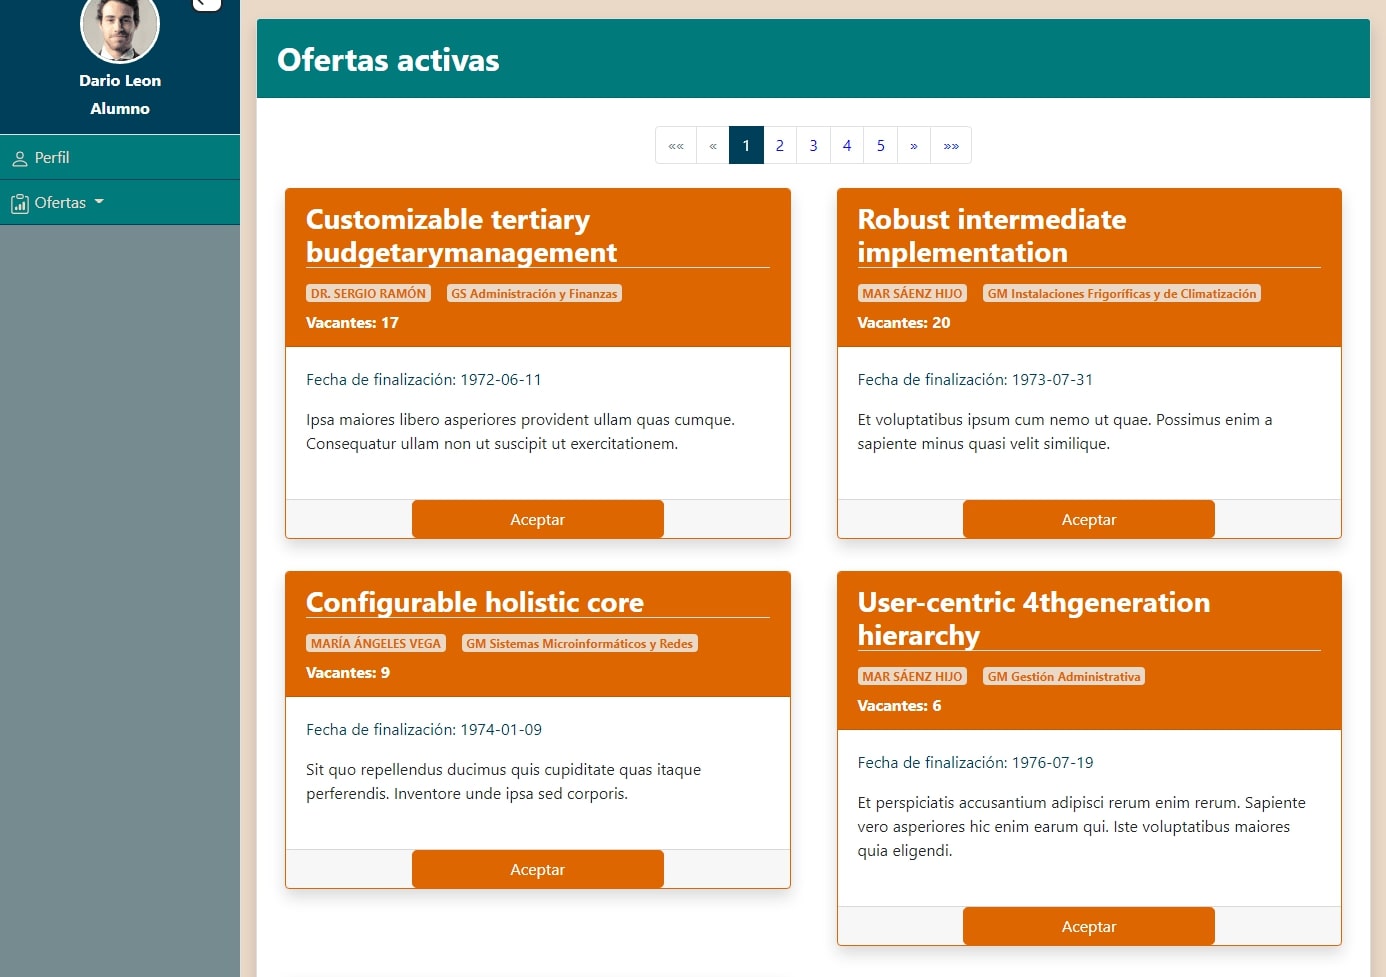 Dario Leon
Alumno
Perfil
Ofertas
Ofertas activas
«« « 1 2 3 4 5 » »»
Customizable tertiary
budgetarymanagement
DR. SERGIO RAMÓN GS Administración y Finanzas
Vacantes: 17
Fecha de finalización: 1972-06-11
Ipsa maiores libero asperiores provident ullam quas cumque.
Consequatur ullam non ut suscipit ut exercitationem.
Aceptar
Robust intermediate
implementation
MAR SÁENZ HIJO GM Instalaciones Frigoríficas y de Climatización
Vacantes: 20
Fecha de finalización: 1973-07-31
Et voluptatibus ipsum cum nemo ut quae. Possimus enim a
sapiente minus quasi velit similique.
Aceptar
Configurable holistic core
MARÍA ÁNGELES VEGA GM Sistemas Microinformáticos y Redes
Vacantes: 9
Fecha de finalización: 1974-01-09
Sit quo repellendus ducimus quis cupiditate quas itaque
perferendis. Inventore unde ipsa sed corporis.
Aceptar
User-centric 4thgeneration
hierarchy
MAR SÁENZ HIJO GM Gestión Administrativa
Vacantes: 6
Fecha de finalización: 1976-07-19
Et perspiciatis accusantium adipisci rerum enim rerum. Sapiente
vero asperiores hic enim earum qui. Iste voluptatibus maiores
quia eligendi.
Aceptar